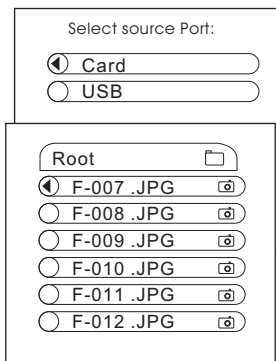 Select source Port:
Card
USB
Root
F-007 .JPG
F-008 .JPG
F-009 .JPG
F-010 .JPG
F-011 .JPG
F-012 .JPG